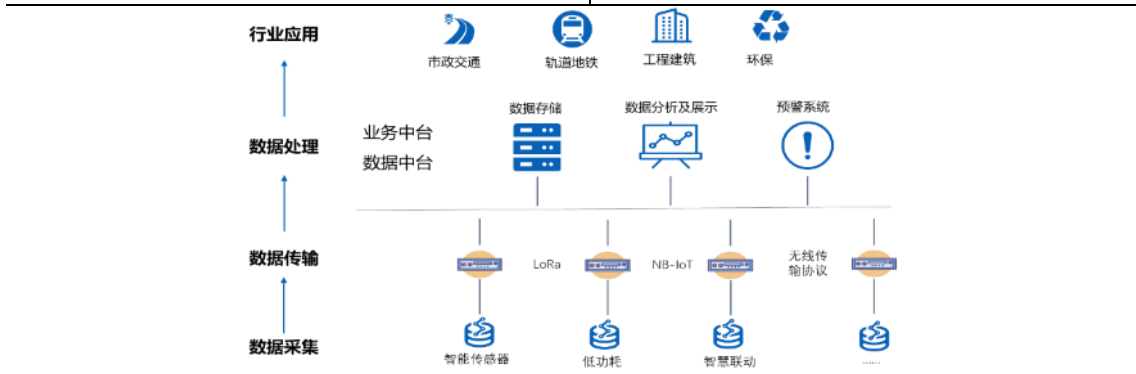 行业应用
市政交通
轨道地铁
工程建筑
环保
数据处理
业务中台
数据中台
数据存储
数据分析及展示
预警系统
数据传输
LoRa
NB-IoT
无线传
输协议
数据采集
智能传感器
低功耗
智慧联动
……